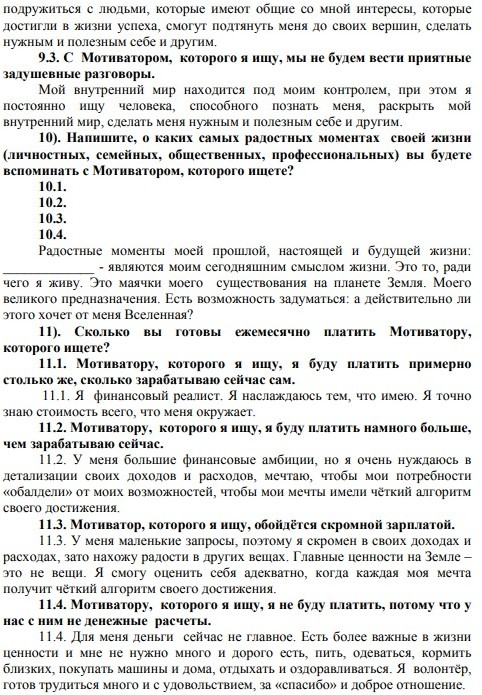 подружиться с людьми, которые имеют общие со мной интересы, которые
достигли в жизни успеха, смогут подтянуть меня до своих вершин, сделать
нужным и полезным себе и другим.
9.3. С Мотиватором, которого я ищу, мы не будем вести приятные
задушевные разговоры.
Мой внутренний мир находится под моим контролем, при этом я
постоянно ищу человека, способного познать меня, раскрыть мой
внутренний мир, сделать меня нужным и полезным себе и другим.
10). Напишите, о каких самых радостных моментах своей жизни
(личностных, семейных, общественных, профессиональных) вы будете
вспоминать с Мотиватором, которого ищете?
10.1.
10.2.
10.3.
10.4.
Радостные моменты моей прошлой, настоящей и будущей жизни:
_____________ - являются моим сегодняшним смыслом жизни. Это то, ради
чего я живу. Это маячки моего существования на планете Земля. Моего
великого предназначения. Есть возможность задуматься: а действительно ли
этого хочет от меня Вселенная?
11). Сколько вы готовы ежемесячно платить Мотиватору,
которого ищете?
11.1. Мотиватору, которого я ищу, я буду платить примерно
столько же, сколько зарабатываю сейчас сам.
11.1. Я финансовый реалист. Я наслаждаюсь тем, что имею. Я точно
знаю стоимость всего, что меня окружает.
11.2. Мотиватору, которого я ищу, я буду платить намного больше,
чем зарабатываю сейчас.
11.2. У меня большие финансовые амбиции, но я очень нуждаюсь в
детализации своих доходов и расходов, мечтаю, чтобы мои потребности
«обалдели» от моих возможностей, чтобы мои мечты имели чёткий алгоритм
своего достижения.
11.3. Мотиватор, которого я ищу, обойдётся скромной зарплатой.
11.3. У меня маленькие запросы, поэтому я скромен в своих доходах и
расходах, зато нахожу радости в других вещах. Главные ценности на Земле –
это не вещи. Я смогу оценить себя адекватно, когда каждая моя мечта
получит чёткий алгоритм своего достижения.
11.4. Мотиватору, которого я ищу, я не буду платить, потому что у
нас с ним не денежные расчеты.
11.4. Для меня деньги сейчас не главное. Есть более важные в жизни
ценности и мне не нужно много и дорого есть, пить, одеваться, кормить
близких, покупать машины и дома, отдыхать и оздоравливаться. Я волонтёр,
готов трудиться много и с удовольствием, за «спасибо» и доброе отношение.